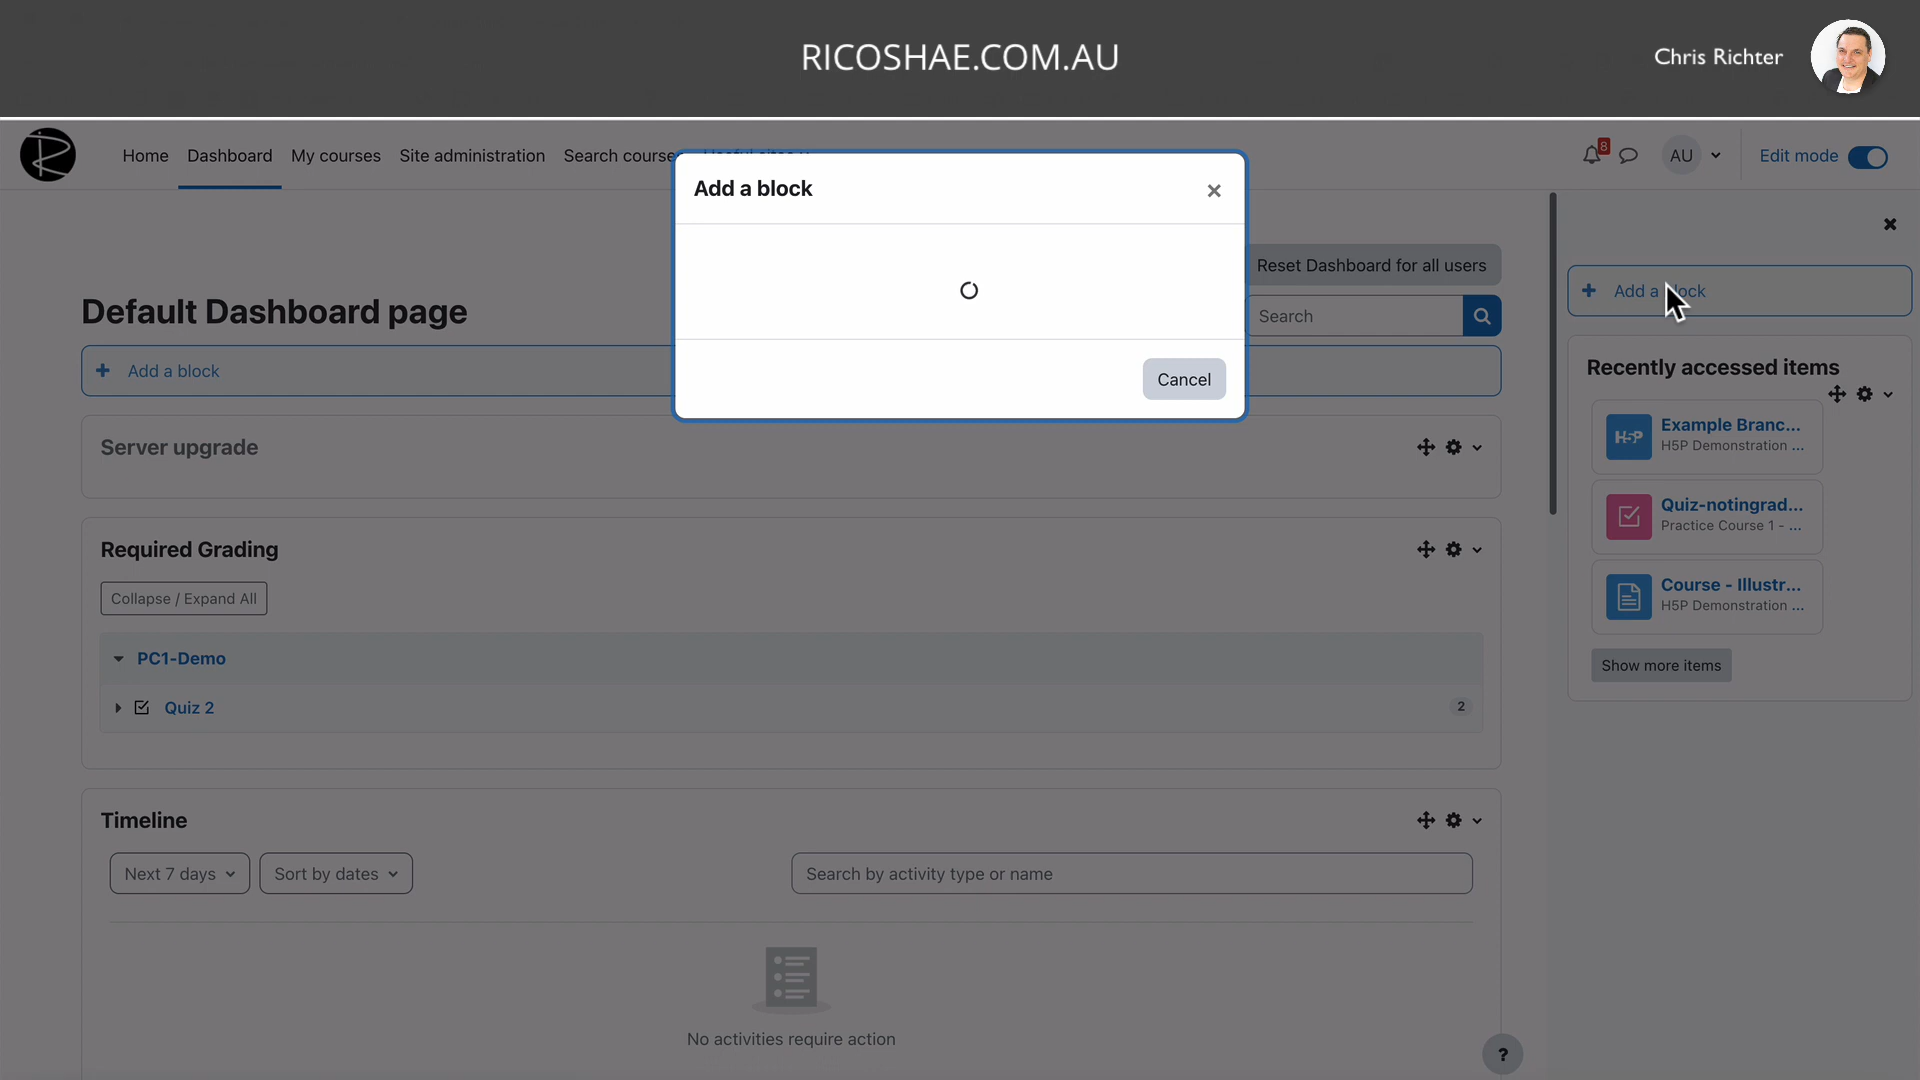 RICOSHAE.COM.AU
Chris Richter
Home Dashboard My courses Site administration Search courses
8
AU
Edit mode
Add a block
×
Cancel
Reset Dashboard for all users
Default Dashboard page
Search
Add a block
Server upgrade
Required Grading
Collapse / Expand All
PC1-Demo
Quiz 2
2
Timeline
Next 7 days
Sort by dates
Search by activity type or name
No activities require action
?
+ Add a block
Recently accessed items
Example Branc...
H5P Demonstration ...
Quiz-notingrad...
Practice Course 1 - ...
Course - Illustr...
H5P Demonstration ...
Show more items